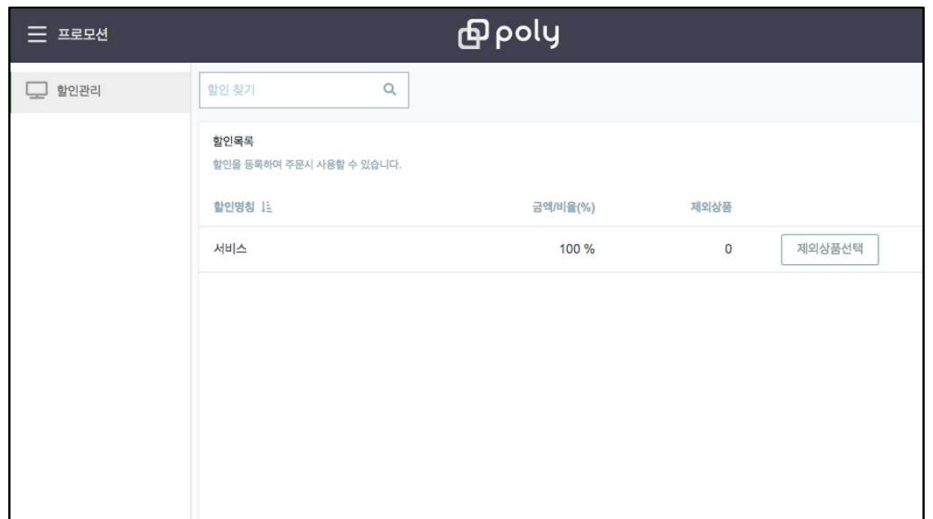 프로모션
poly
할인관리
할인 찾기
할인목록
할인을 등록하여 주문시 사용할 수 있습니다.
할인명칭 금액/비율(%) 제외상품
서비스 100 % 0 제외상품선택